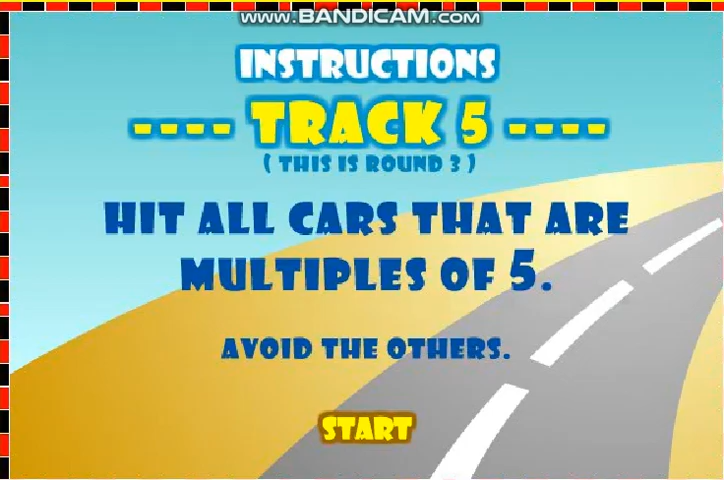 www.BANDICAM.com
INSTRUCTIONS
---- TRACK 5 ----
( THIS IS ROUND 3 )
HIT ALL CARS THAT ARE
MULTIPLES OF 5.
AVOID THE OTHERS.
START